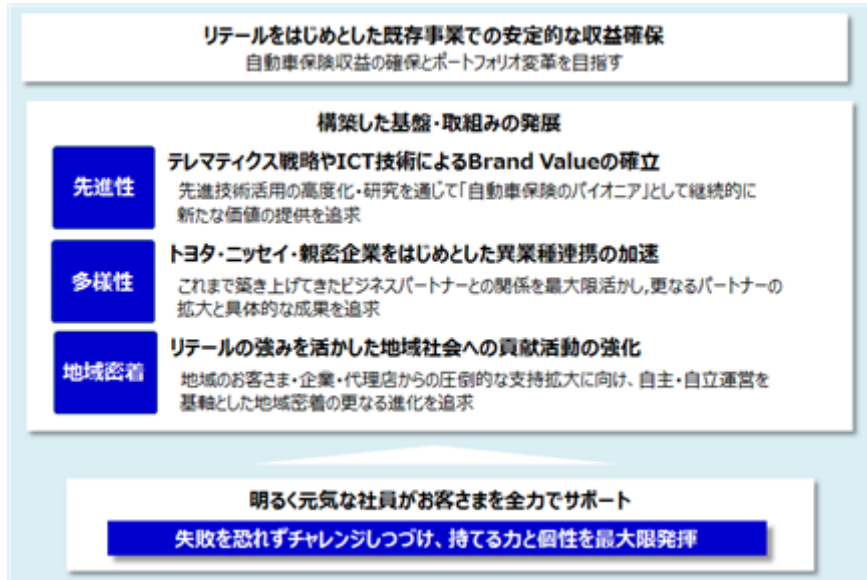 リテールをはじめとした既存事業での安定的な収益確保
自動車保険収益の確保とポートフォリオ変革を目指す
構築した基盤・取組みの発展
先進性
テレマティクス戦略やICT技術によるBrand Valueの確立
先進技術活用の高度化・研究を通じて「自動車保険のパイオニア」として継続的に
新たな価値の提供を追求
多様性
トヨタ・ニッセイ・親密企業をはじめとした異業種連携の加速
これまで築き上げてきたビジネスパートナーとの関係を最大限活かし,更なるパートナーの
拡大と具体的な成果を追求
地域密着
リテールの強みを活かした地域社会への貢献活動の強化
地域のお客さま・企業・代理店からの圧倒的な支持拡大に向け、自主・自立運営を
基軸とした地域密着の更なる進化を追求
明るく元気な社員がお客さまを全力でサポート
失敗を恐れずチャレンジしつづけ、持てる力と個性を最大限発揮